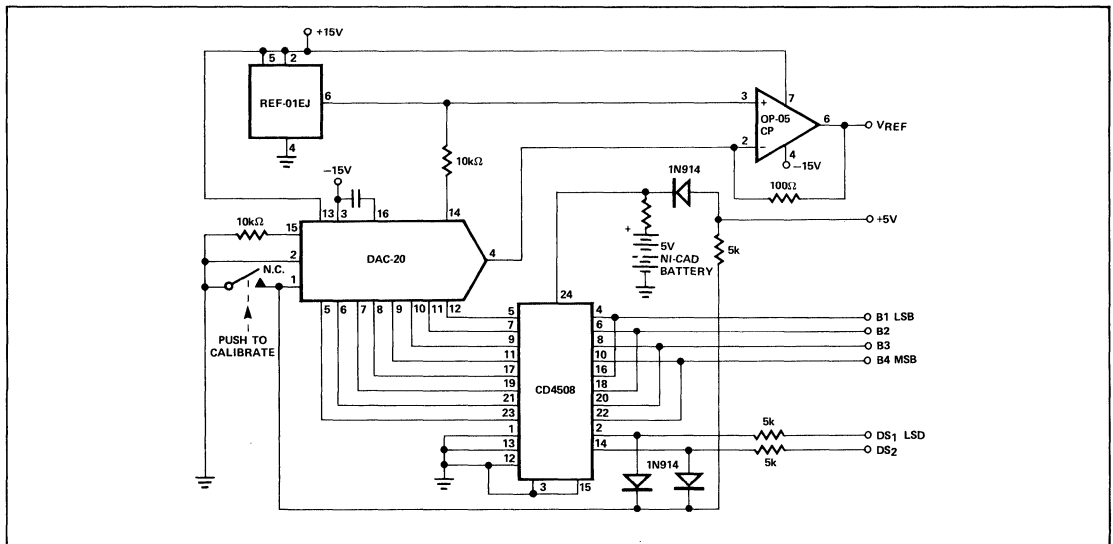 +15V
5 2
REF-01EJ
6
4
3
+
7
OP-05
CP
6
VREF
2
−
4
−15V
10kΩ
1N914
100Ω
−15V
13 3 16 14
+5V
10kΩ
15
2
N.C.
1
DAC-20
4
+
5V
NI-CAD
BATTERY
5k
PUSH TO
CALIBRATE
5 6 7 8 9 10 11 12
24
5 4 B1 LSB
7 6 B2
9 8 B3
11 10 B4 MSB
17 16
19 18
21 20
23 22
CD4508
1 2
13 14
12
3 15
5k
DS1 LSD
5k
DS2
1N914